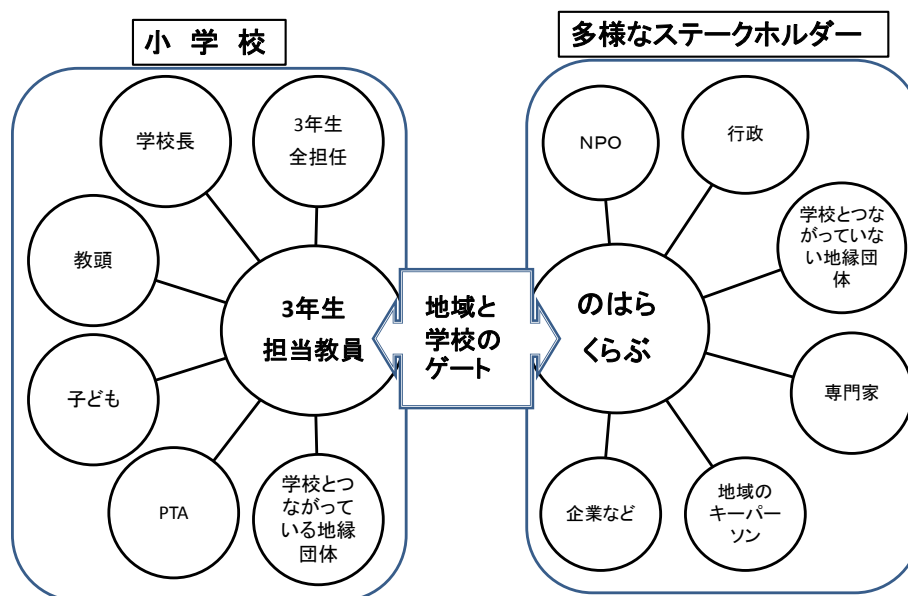 小 学 校
多様なステークホルダー
学校長
3年生
全担任
教頭
子ども
PTA
学校とつ
ながって
いる地縁
団体
3年生
担当教員
地域と
学校の
ゲート
のはら
くらぶ
NPO
行政
学校とつな
がっていな
い地縁団
体
専門家
地域の
キーパー
ソン
企業など